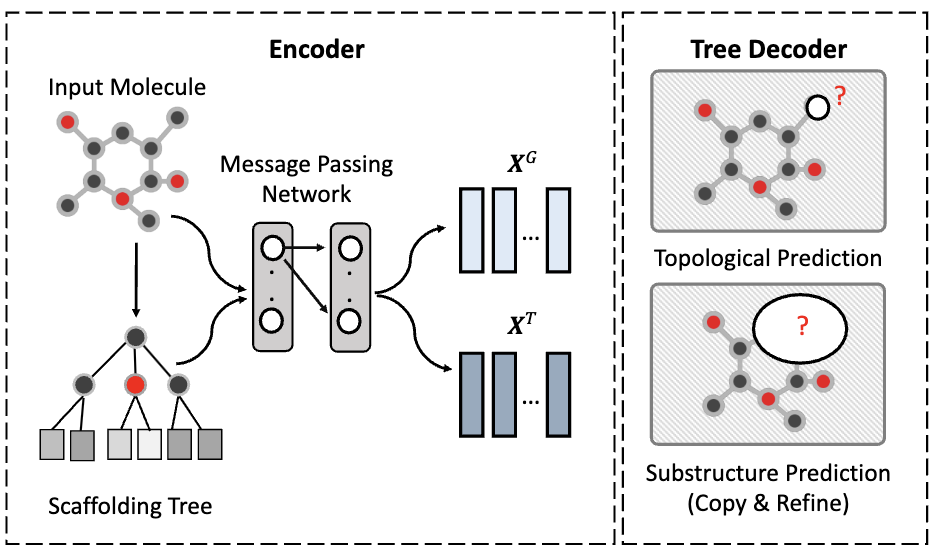 Encoder
Input Molecule
Message Passing
Network
X^G
...
X^T
...
Scaffolding Tree
Tree Decoder
?
Topological Prediction
?
Substructure Prediction
(Copy & Refine)